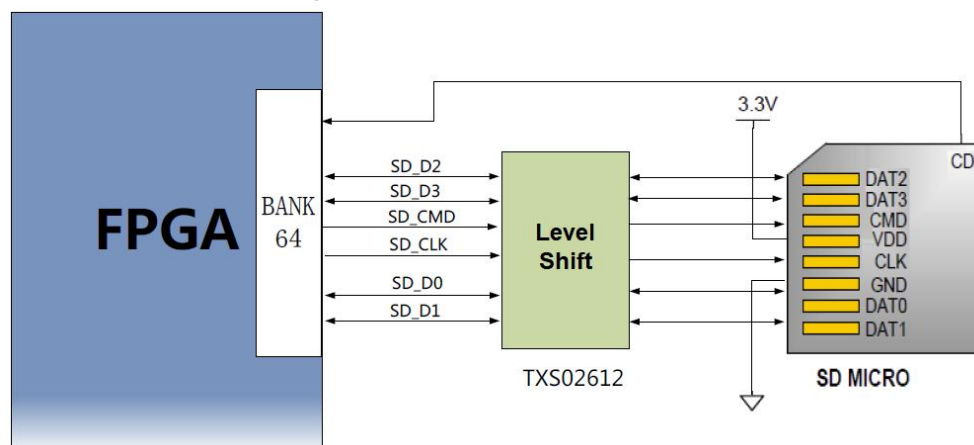 3.3V
CD
SD_D2
DAT2
SD_D3
DAT3
BANK
64
SD_CMD
CMD
FPGA
Level
Shift
VDD
SD_CLK
CLK
GND
SD_D0
DAT0
SD_D1
DAT1
TXS02612
SD MICRO